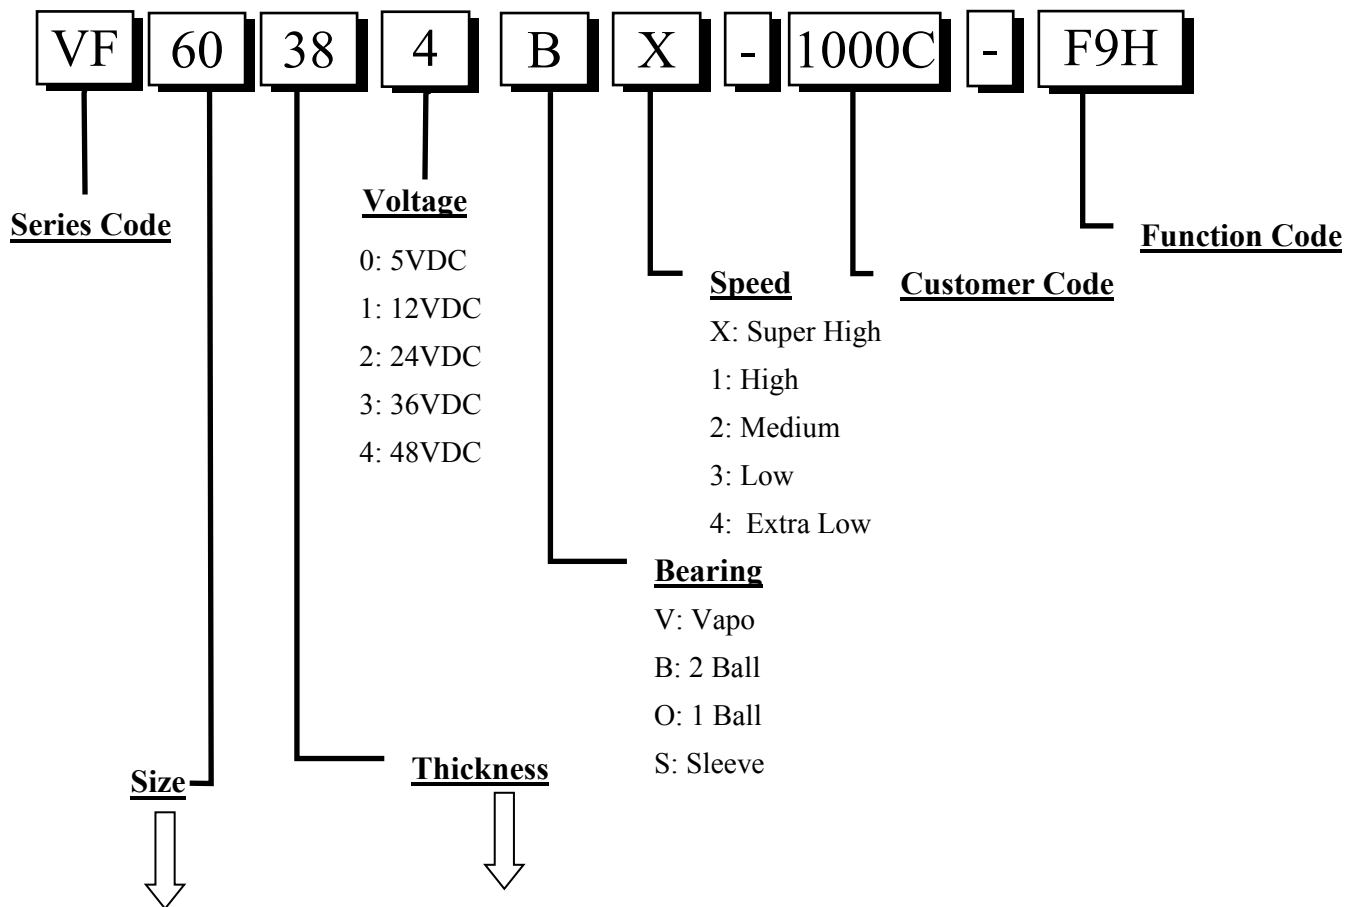 VF 60 38 4 B X - 1000C - F9H
Series Code
Voltage
0: 5VDC
1: 12VDC
2: 24VDC
3: 36VDC
4: 48VDC
Function Code
Speed
X: Super High
1: High
2: Medium
3: Low
4: Extra Low
Customer Code
Bearing
V: Vapo
B: 2 Ball
O: 1 Ball
S: Sleeve
Size
Thickness